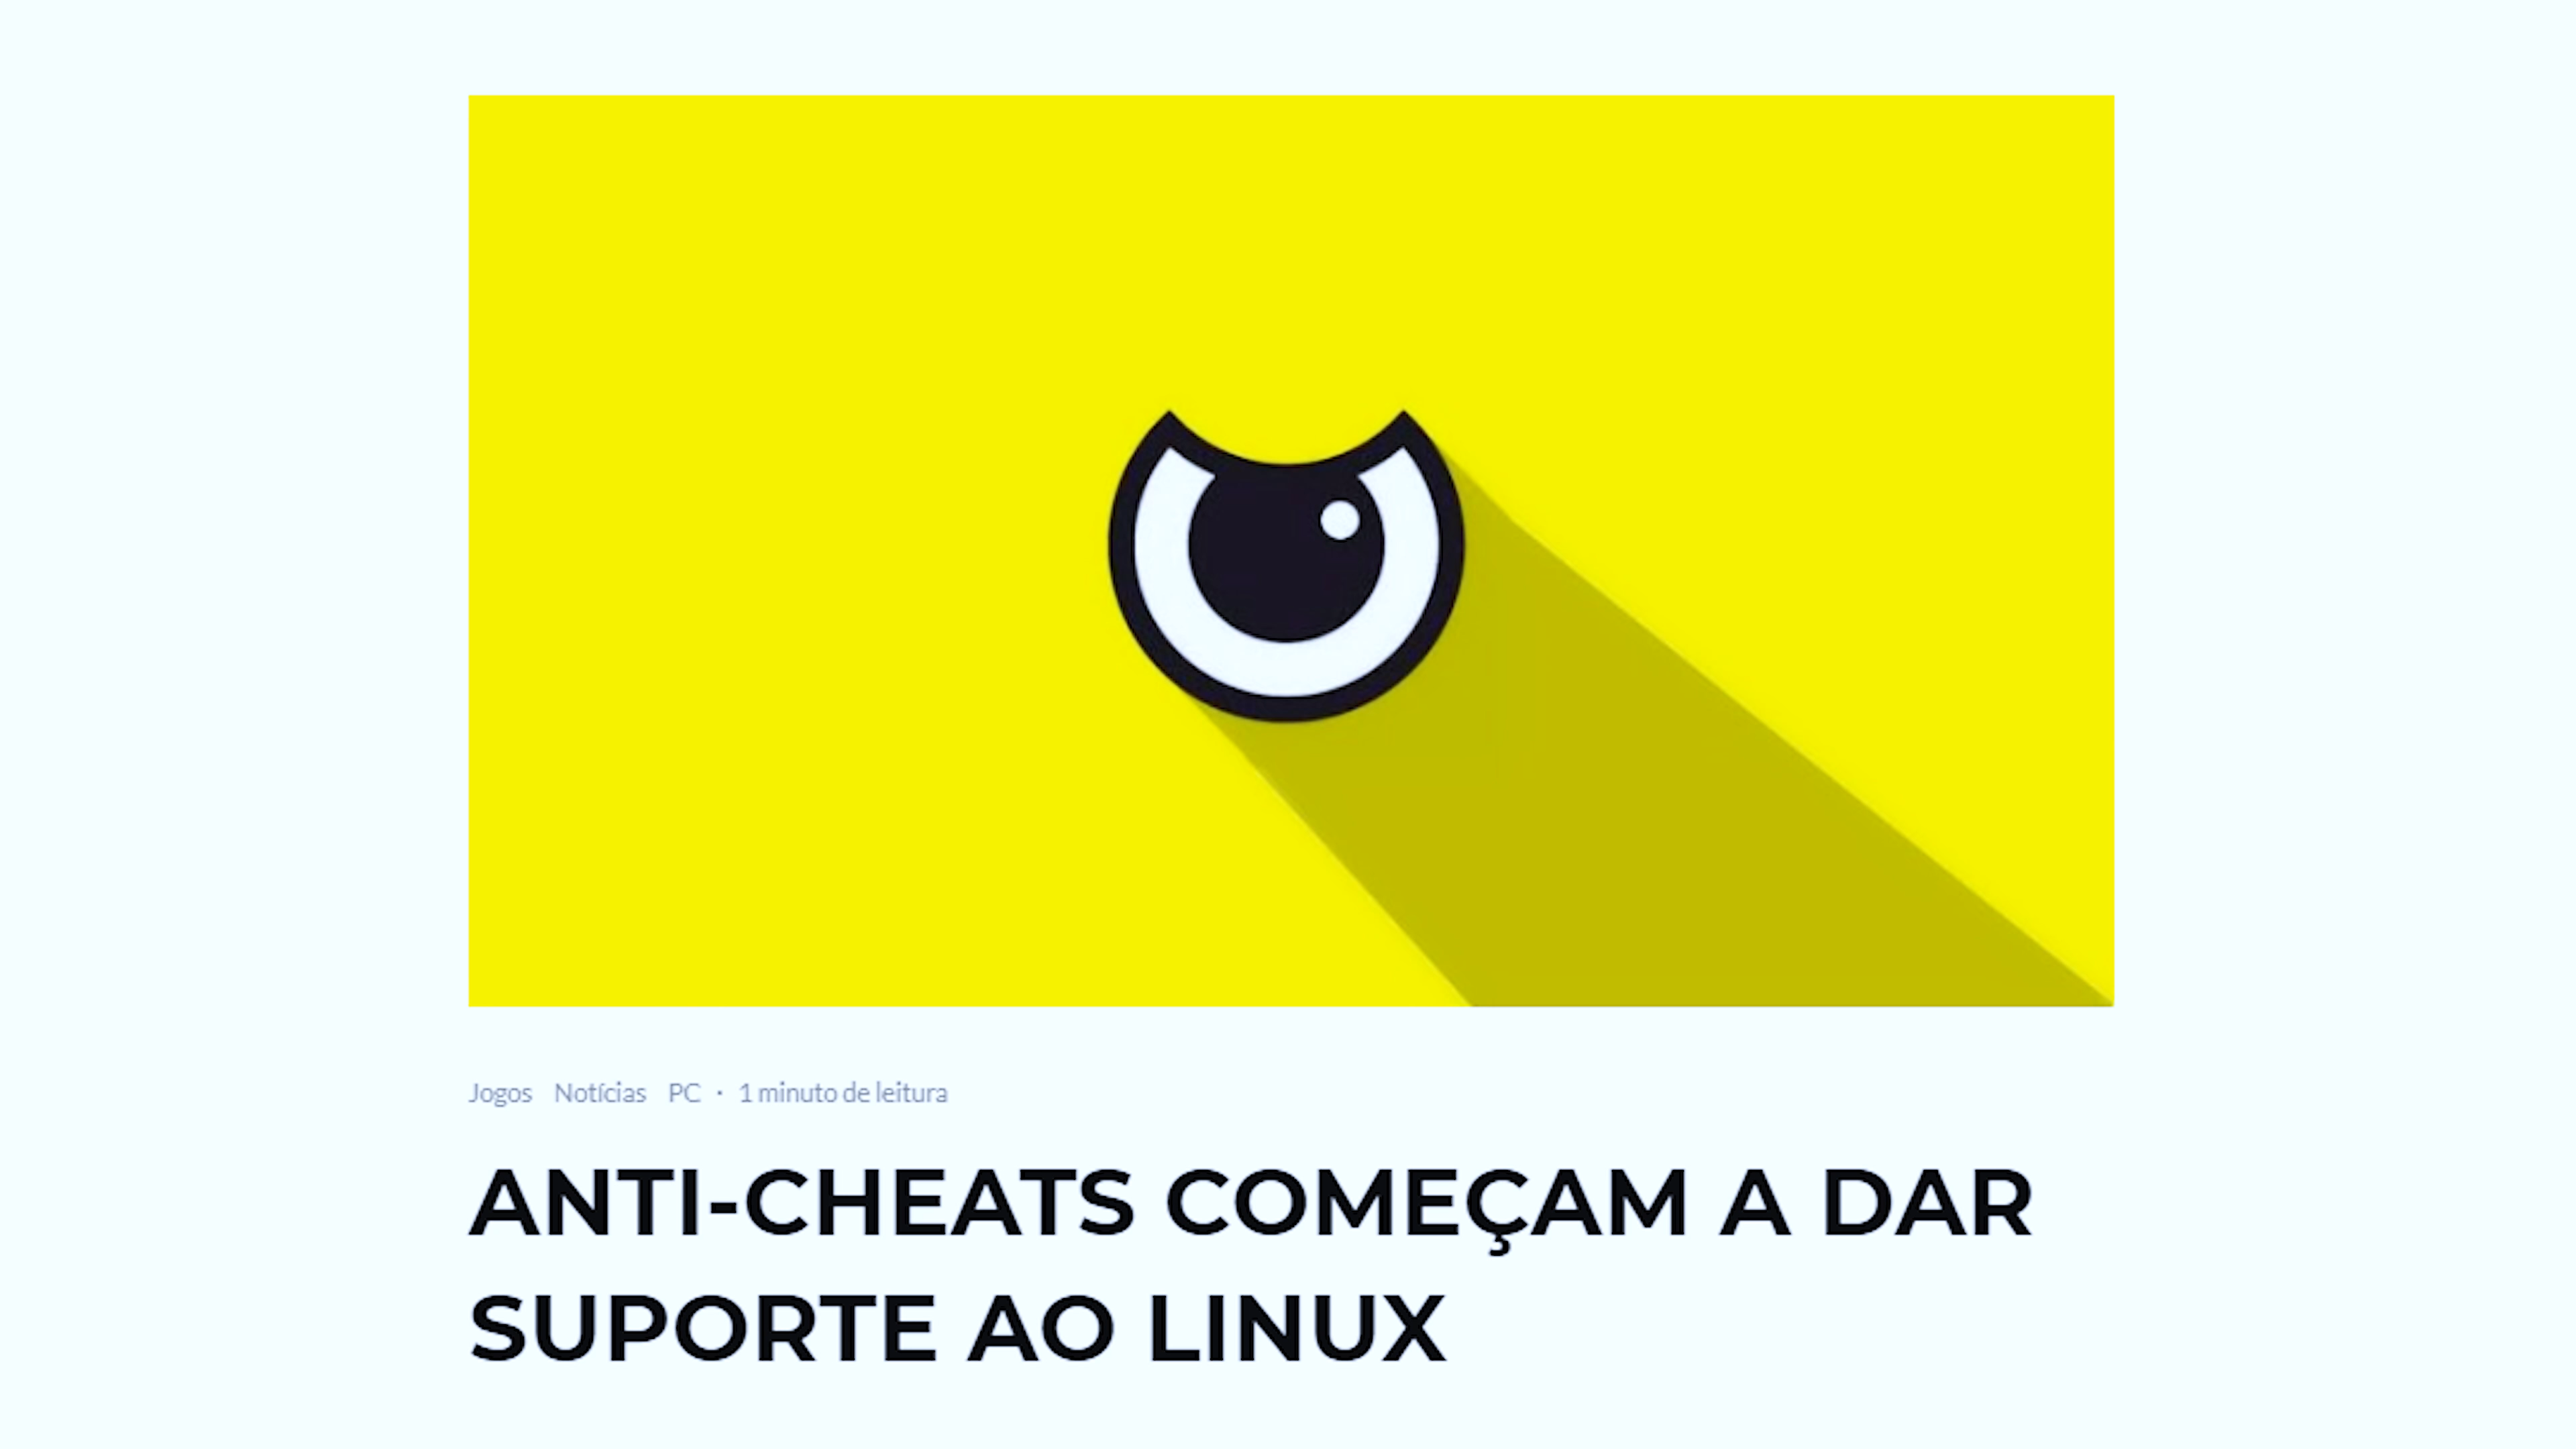 Jogos Notícias PC · 1 minuto de leitura
ANTI-CHEATS COMEÇAM A DAR
SUPORTE AO LINUX